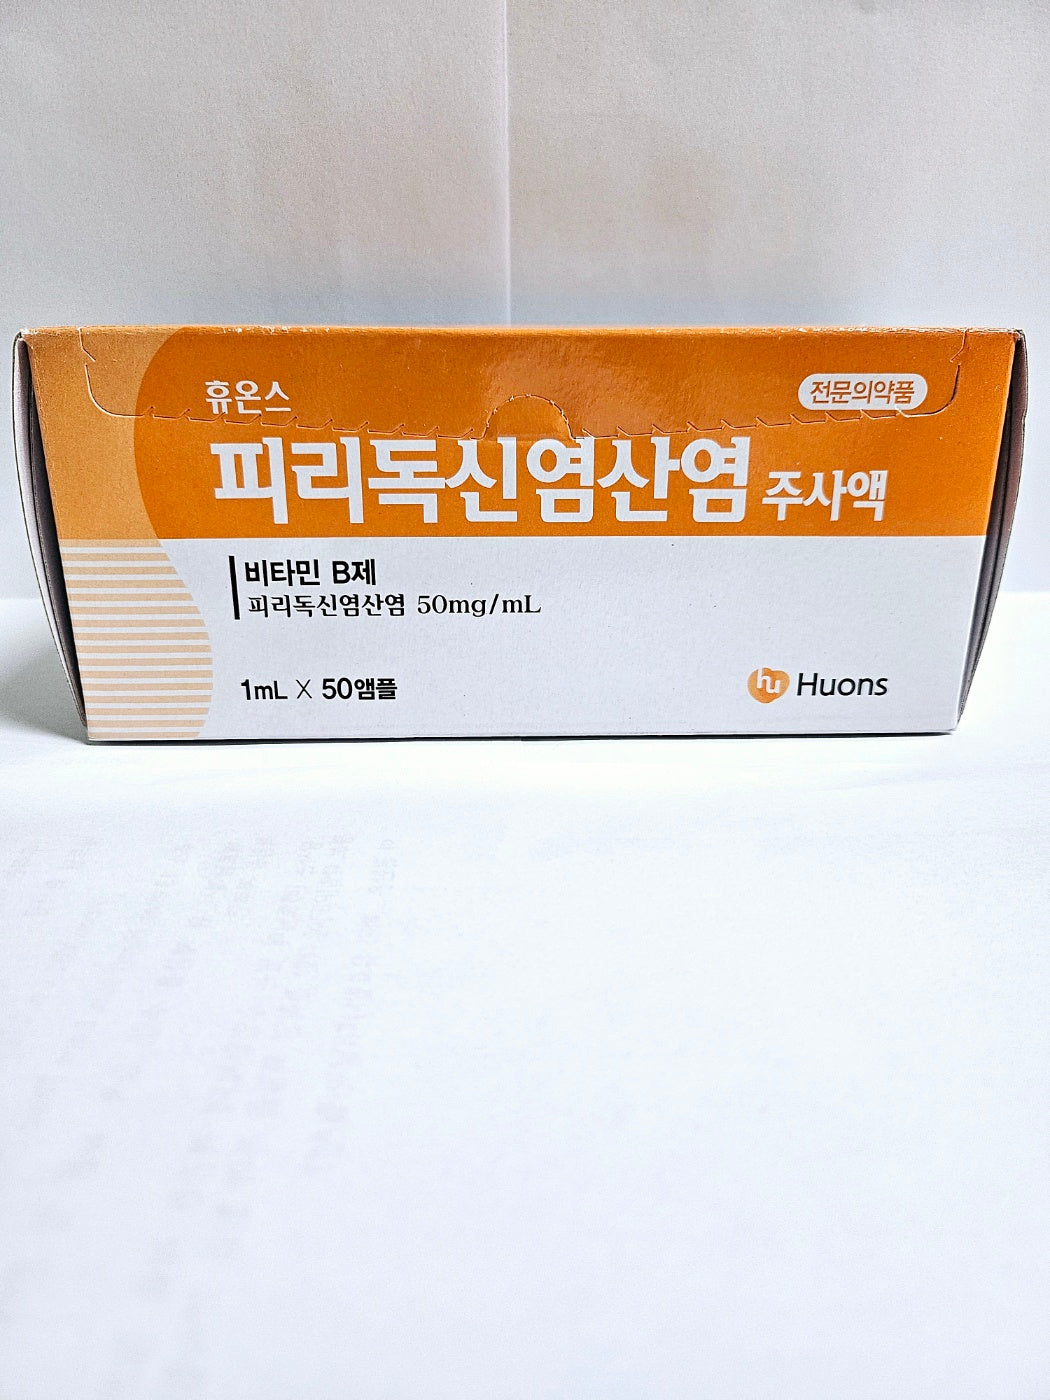 휴온스
전문의약품
피리독신염산염 주사액
비타민 B제
피리독신염산염 50mg/mL
1mL X 50앰플
hu Huons